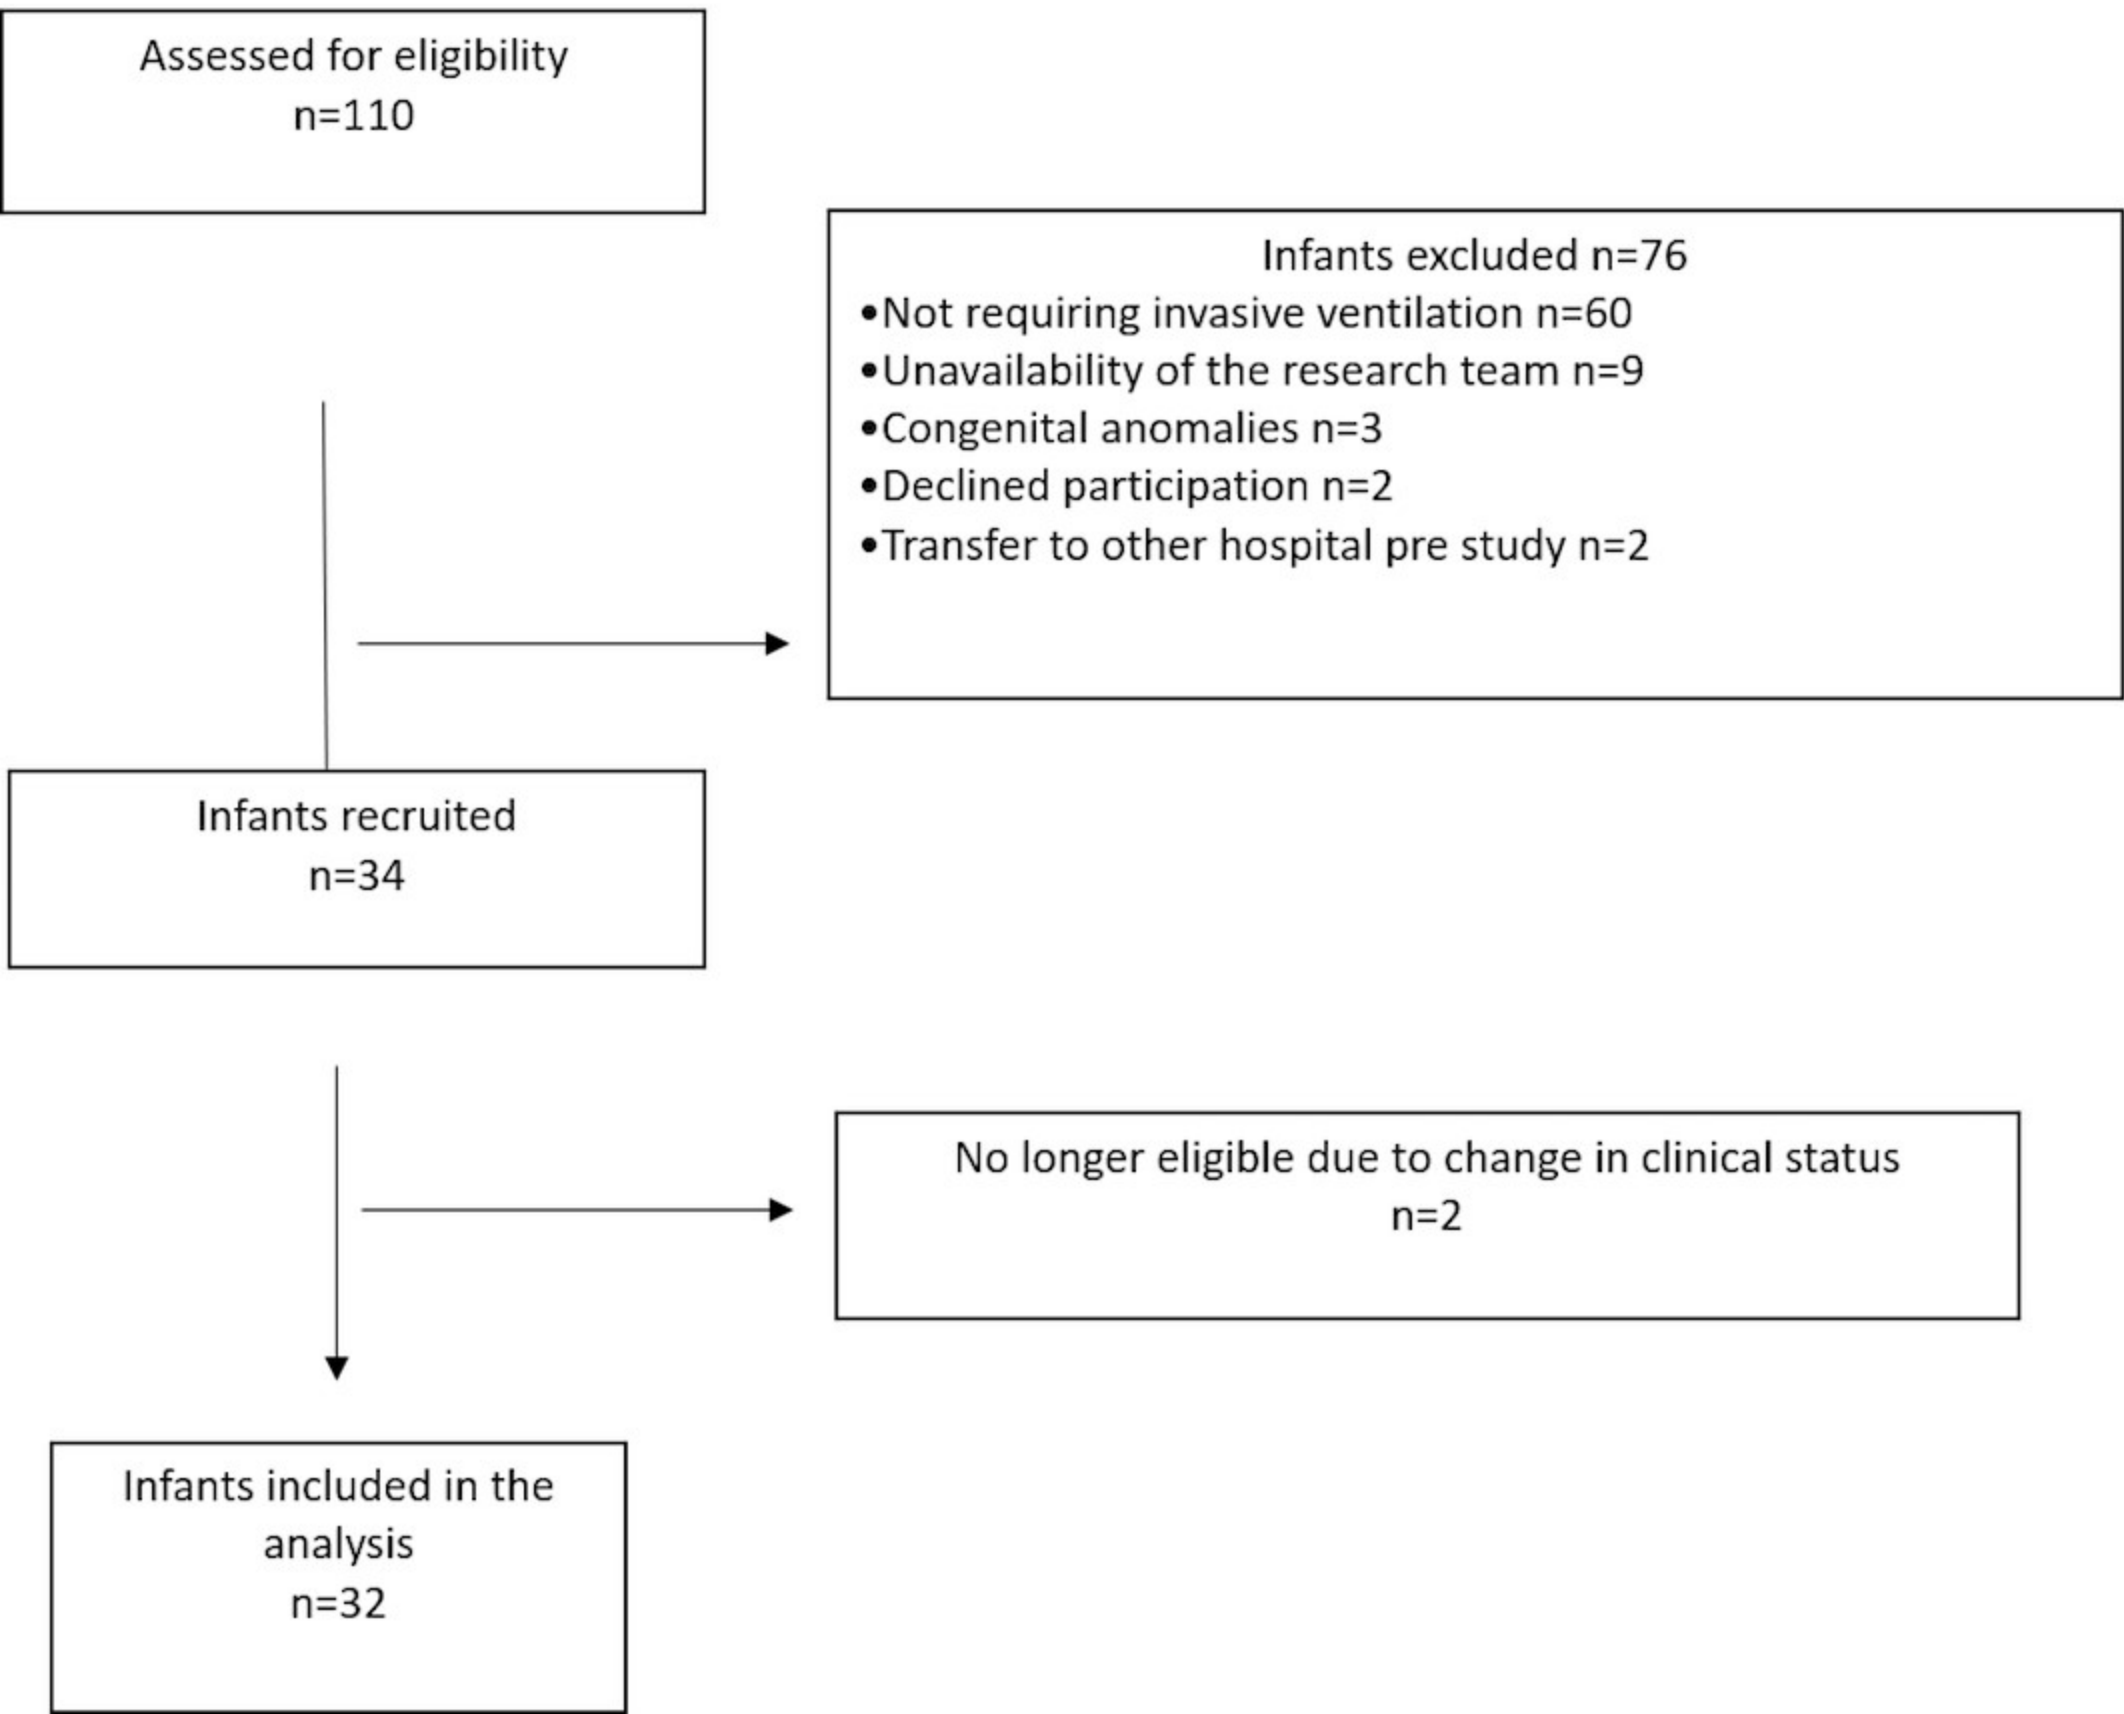 Assessed for eligibility
n=110
Infants excluded n=76
•Not requiring invasive ventilation n=60
•Unavailability of the research team n=9
•Congenital anomalies n=3
•Declined participation n=2
•Transfer to other hospital pre study n=2
Infants recruited
n=34
No longer eligible due to change in clinical status
n=2
Infants included in the
analysis
n=32